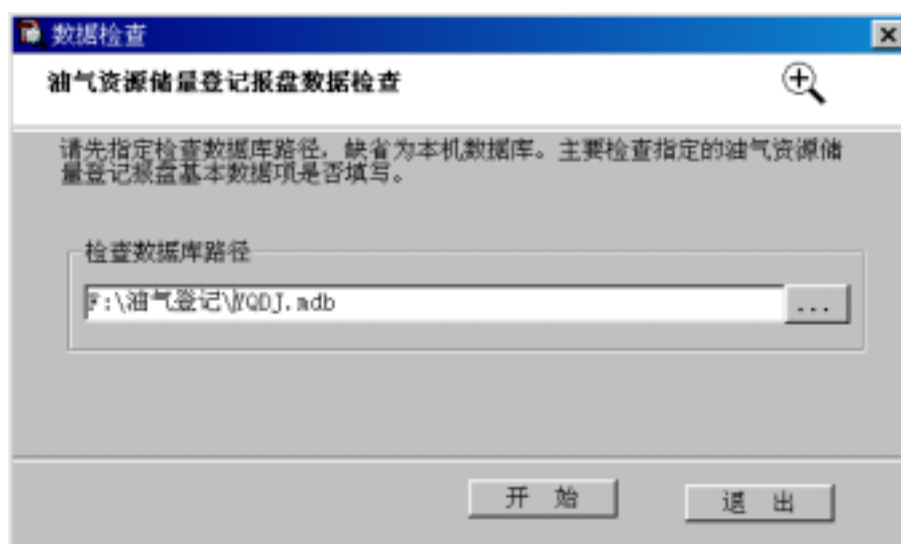 数据检查
油气资源储量登记报盘数据检查
请先指定检查数据库路径，缺省为本机数据库。主要检查指定的油气资源储
量登记报盘基本数据项是否填写。
检查数据库路径
F:\油气登记\YQDJ.mdb
...
开 始
退 出